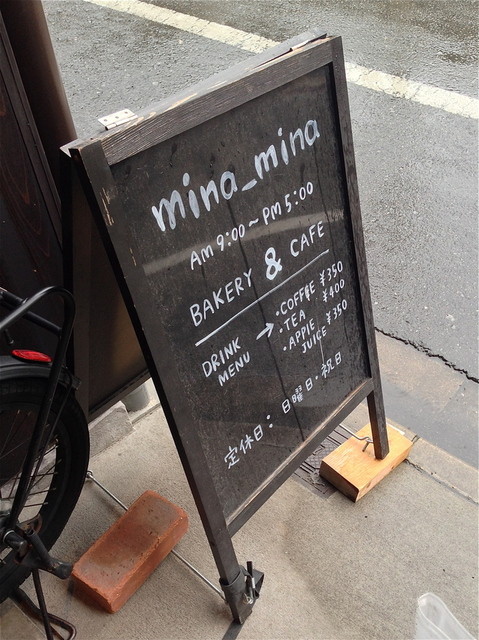 mina_mina
AM 9:00 ~ PM 5:00
BAKERY & CAFE
DRINK MENU → • COFFEE ¥350
• TEA ¥400
• APPLE JUICE ¥350
定休日: 日曜日・祝日